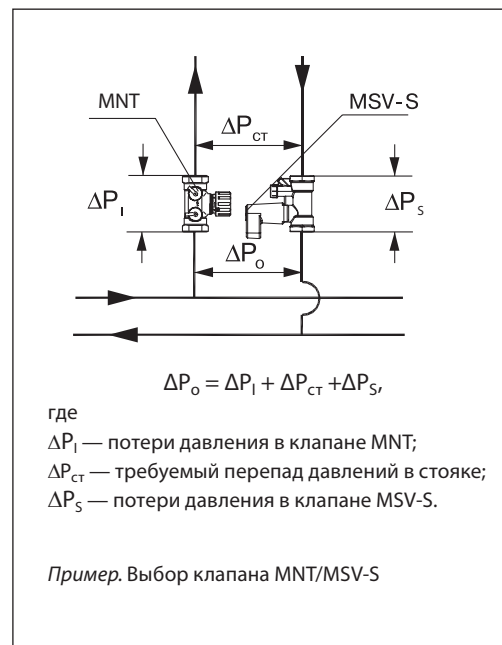 MNT
MSV-S
ΔPст
ΔPI
ΔPS
ΔPo
ΔPo = ΔPI + ΔPст +ΔPS,
где
ΔPI — потери давления в клапане MNT;
ΔPст — требуемый перепад давлений в стояке;
ΔPS — потери давления в клапане MSV-S.
Пример. Выбор клапана MNT/MSV-S